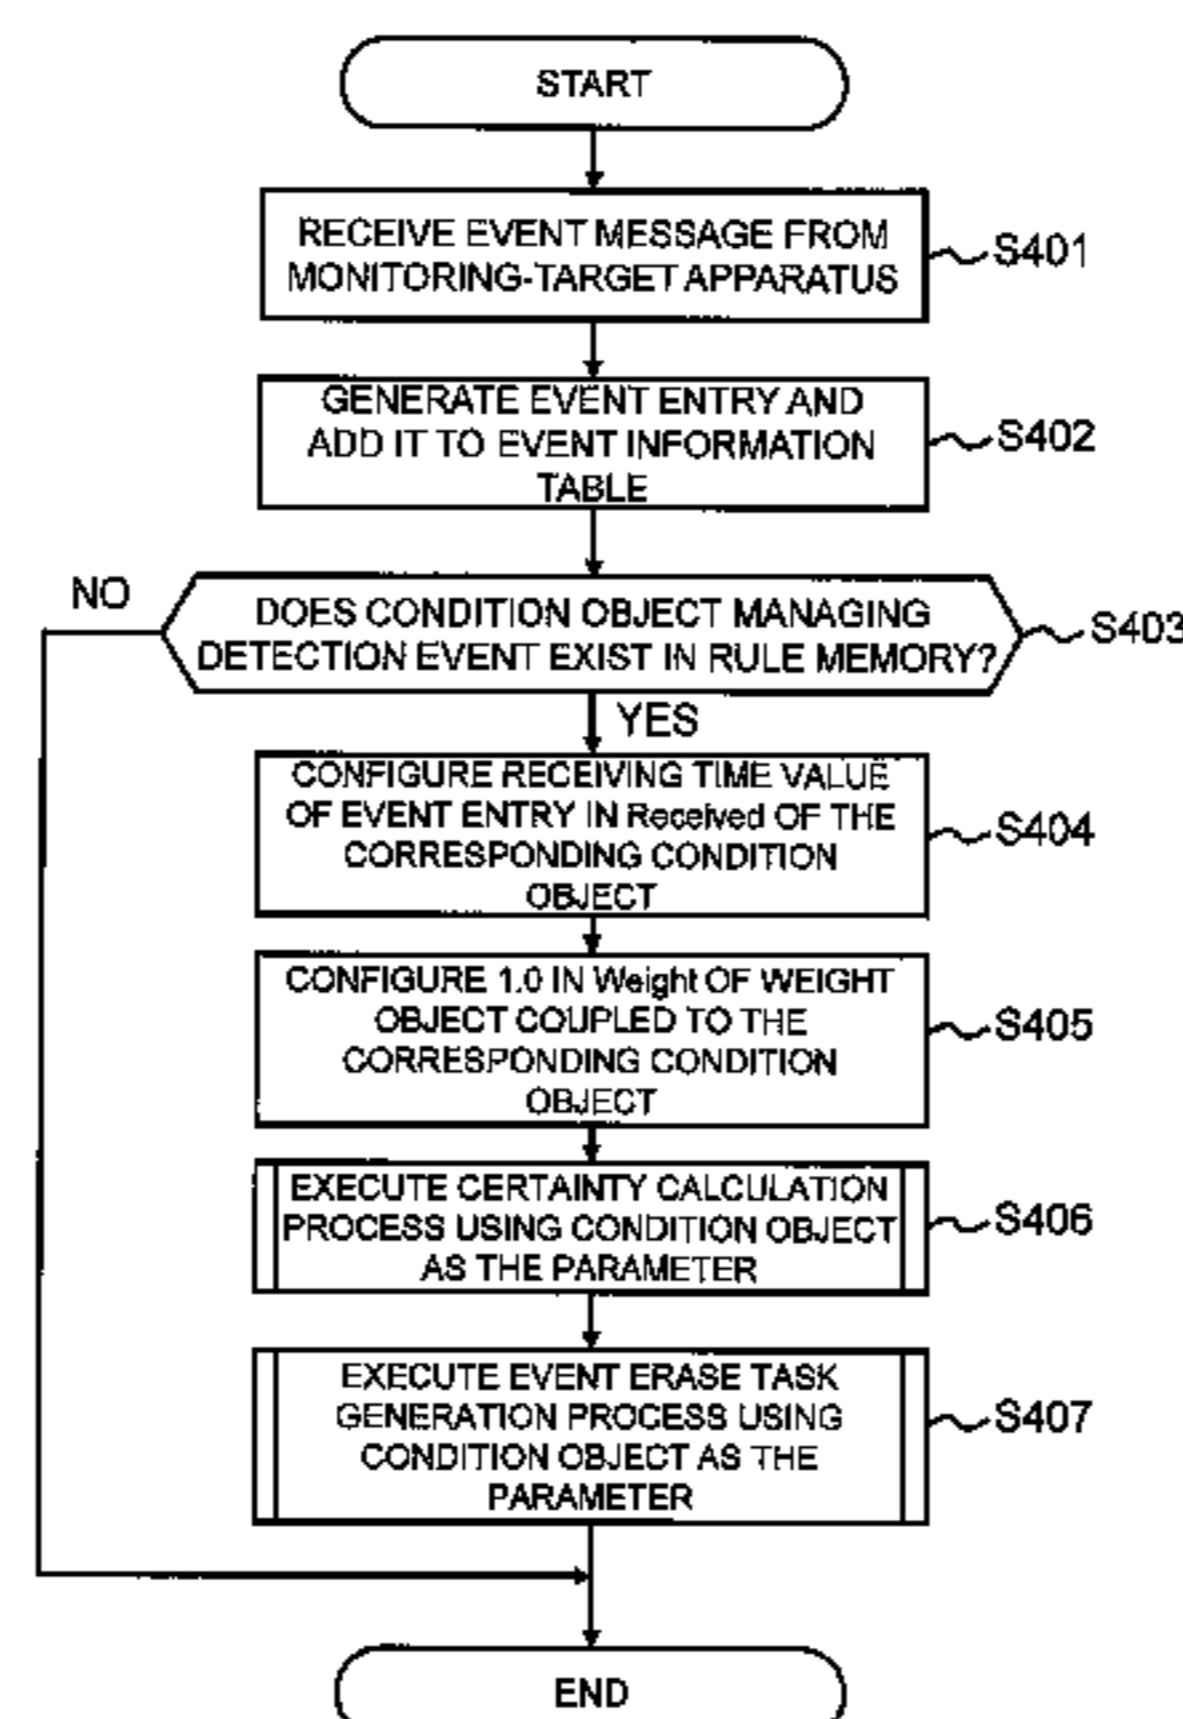 START
RECEIVE EVENT MESSAGE FROM
MONITORING-TARGET APPARATUS
S401
GENERATE EVENT ENTRY AND
ADD IT TO EVENT INFORMATION
TABLE
S402
NO
DOES CONDITION OBJECT MANAGING
DETECTION EVENT EXIST IN RULE MEMORY?
S403
YES
CONFIGURE RECEIVING TIME VALUE
OF EVENT ENTRY IN Received OF THE
CORRESPONDING CONDITION
OBJECT
S404
CONFIGURE 1.0 IN Weight OF WEIGHT
OBJECT COUPLED TO THE
CORRESPONDING CONDITION
OBJECT
S405
EXECUTE CERTAINTY CALCULATION
PROCESS USING CONDITION OBJECT
AS THE PARAMETER
S406
EXECUTE EVENT ERASE TASK
GENERATION PROCESS USING
CONDITION OBJECT AS THE
PARAMETER
S407
END